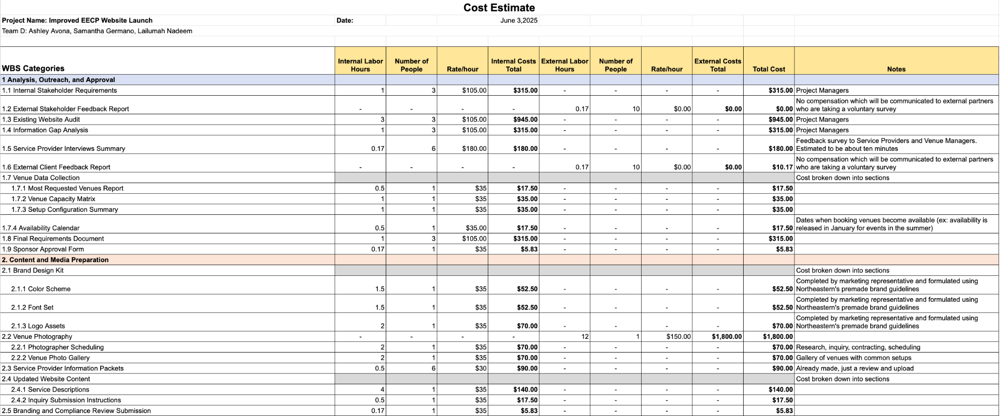 Cost Estimate
Project Name: Improved EECP Website Launch Date: June 3,2025
Team D: Ashley Avona, Samantha Germano, Lailumah Nadeem
WBS Categories Internal Labor Hours Number of People Rate/hour Internal Costs Total External Labor Hours Number of People Rate/hour External Costs Total Total Cost Notes
1 Analysis, Outreach, and Approval
1.1 Internal Stakeholder Requirements 1 3 $105.00 $315.00 - - - - $315.00 Project Managers
1.2 External Stakeholder Feedback Report - - - - 0.17 10 $0.00 $0.00 $0.00 No compensation which will be communicated to external partners who are taking a voluntary survey
1.3 Existing Website Audit 3 3 $105.00 $945.00 - - - - $945.00 Project Managers
1.4 Information Gap Analysis 1 3 $105.00 $315.00 - - - - $315.00 Project Managers
1.5 Service Provider Interviews Summary 0.17 6 $180.00 $180.00 - - - - $180.00 Feedback survey to Service Providers and Venue Managers. Estimated to be about ten minutes
1.6 External Client Feedback Report - - - - 0.17 10 $0.00 $0.00 $10.17 No compensation which will be communicated to external partners who are taking a voluntary survey
1.7 Venue Data Collection Cost broken down into sections
1.7.1 Most Requested Venues Report 0.5 1 $35 $17.50 - - - - $17.50
1.7.2 Venue Capacity Matrix 1 1 $35 $35.00 - - - - $35.00
1.7.3 Setup Configuration Summary 1 1 $35 $35.00 - - - - $35.00
1.7.4 Availability Calendar 0.5 1 $35.00 $17.50 - - - - $17.50 Dates when booking venues become available (ex: availability is released in January for events in the summer)
1.8 Final Requirements Document 1 3 $105.00 $315.00 - - - - $315.00
1.9 Sponsor Approval Form 0.17 1 $35 $5.83 - - - - $5.83
2. Content and Media Preparation
2.1 Brand Design Kit Cost broken down into sections
2.1.1 Color Scheme 1.5 1 $35 $52.50 - - - - $52.50 Completed by marketing representative and formulated using Northeastern's premade brand guidelines
2.1.2 Font Set 1.5 1 $35 $52.50 - - - - $52.50 Completed by marketing representative and formulated using Northeastern's premade brand guidelines
2.1.3 Logo Assets 2 1 $35 $70.00 - - - - $70.00 Completed by marketing representative and formulated using Northeastern's premade brand guidelines
2.2 Venue Photography - - - - 12 1 $150.00 $1,800.00 $1,800.00
2.2.1 Photographer Scheduling 2 1 $35 $70.00 - - - - $70.00 Research, inquiry, contracting, scheduling
2.2.2 Venue Photo Gallery 2 1 $35 $70.00 - - - - $70.00 Gallery of venues with common setups
2.3 Service Provider Information Packets 0.5 6 $30 $90.00 - - - - $90.00 Already made, just a review and upload
2.4 Updated Website Content Cost broken down into sections
2.4.1 Service Descriptions 4 1 $35 $140.00 - - - - $140.00
2.4.2 Inquiry Submission Instructions 0.5 1 $35 $17.50 - - - - $17.50
2.5 Branding and Compliance Review Submission 0.17 1 $35 $5.83 - - - - $5.83